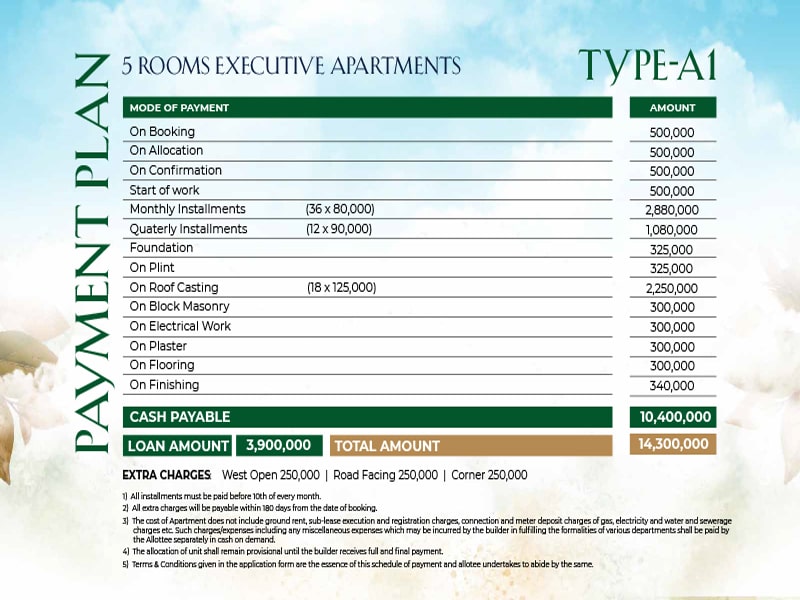 PAYMENT PLAN
5 ROOMS EXECUTIVE APARTMENTS
TYPE-A1
MODE OF PAYMENT AMOUNT
On Booking 500,000
On Allocation 500,000
On Confirmation 500,000
Start of work 500,000
Monthly Installments (36 x 80,000) 2,880,000
Quaterly Installments (12 x 90,000) 1,080,000
Foundation 325,000
On Plint 325,000
On Roof Casting (18 x 125,000) 2,250,000
On Block Masonry 300,000
On Electrical Work 300,000
On Plaster 300,000
On Flooring 300,000
On Finishing 340,000
CASH PAYABLE 10,400,000
LOAN AMOUNT 3,900,000 TOTAL AMOUNT 14,300,000
EXTRA CHARGES: West Open 250,000 | Road Facing 250,000 | Corner 250,000
1) All installments must be paid before 10th of every month.
2) All extra charges will be payable within 180 days from the date of booking.
3) The cost of Apartment does not include ground rent, sub-lease execution and registration charges, connection and meter deposit charges of gas, electricity and water and sewerage
charges etc. Such charges/expenses including any miscellaneous expenses which may be incurred by the builder in fulfilling the formalities of various departments shall be paid by
the Allottee separately in cash on demand.
4) The allocation of unit shall remain provisional until the builder receives full and final payment.
5) Terms & Conditions given in the application form are the essence of this schedule of payment and allotee undertakes to abide by the same.